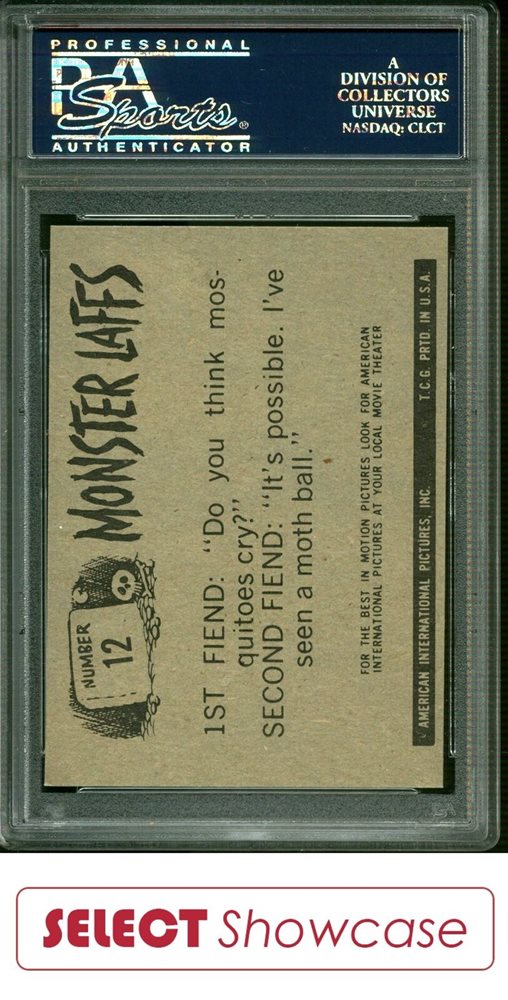 PROFESSIONAL
PSA
Sports®
AUTHENTICATOR
A
DIVISION OF
COLLECTORS
UNIVERSE
NASDAQ: CLCT
NUMBER
12
MONSTER LAFFS
1ST FIEND: “Do you think mos-
quitoes cry?”
SECOND FIEND: “It's possible. I've
seen a moth ball.”
FOR THE BEST IN MOTION PICTURES LOOK FOR AMERICAN
INTERNATIONAL PICTURES AT YOUR LOCAL MOVIE THEATER
AMERICAN INTERNATIONAL PICTURES, INC. T.C.G. PRTD. IN U.S.A.
SELECT Showcase